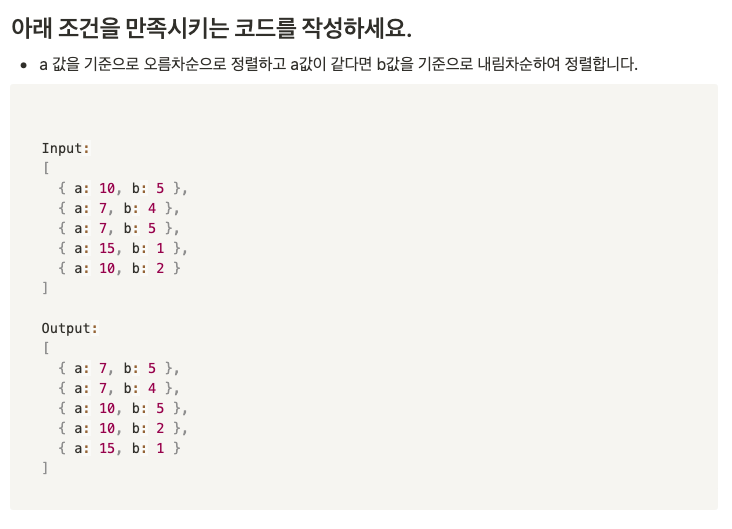 아래 조건을 만족시키는 코드를 작성하세요.
• a 값을 기준으로 오름차순으로 정렬하고 a값이 같다면 b값을 기준으로 내림차순하여 정렬합니다.
Input:
[
  { a: 10, b: 5 },
  { a: 7, b: 4 },
  { a: 7, b: 5 },
  { a: 15, b: 1 },
  { a: 10, b: 2 }
]
Output:
[
  { a: 7, b: 5 },
  { a: 7, b: 4 },
  { a: 10, b: 5 },
  { a: 10, b: 2 },
  { a: 15, b: 1 }
]